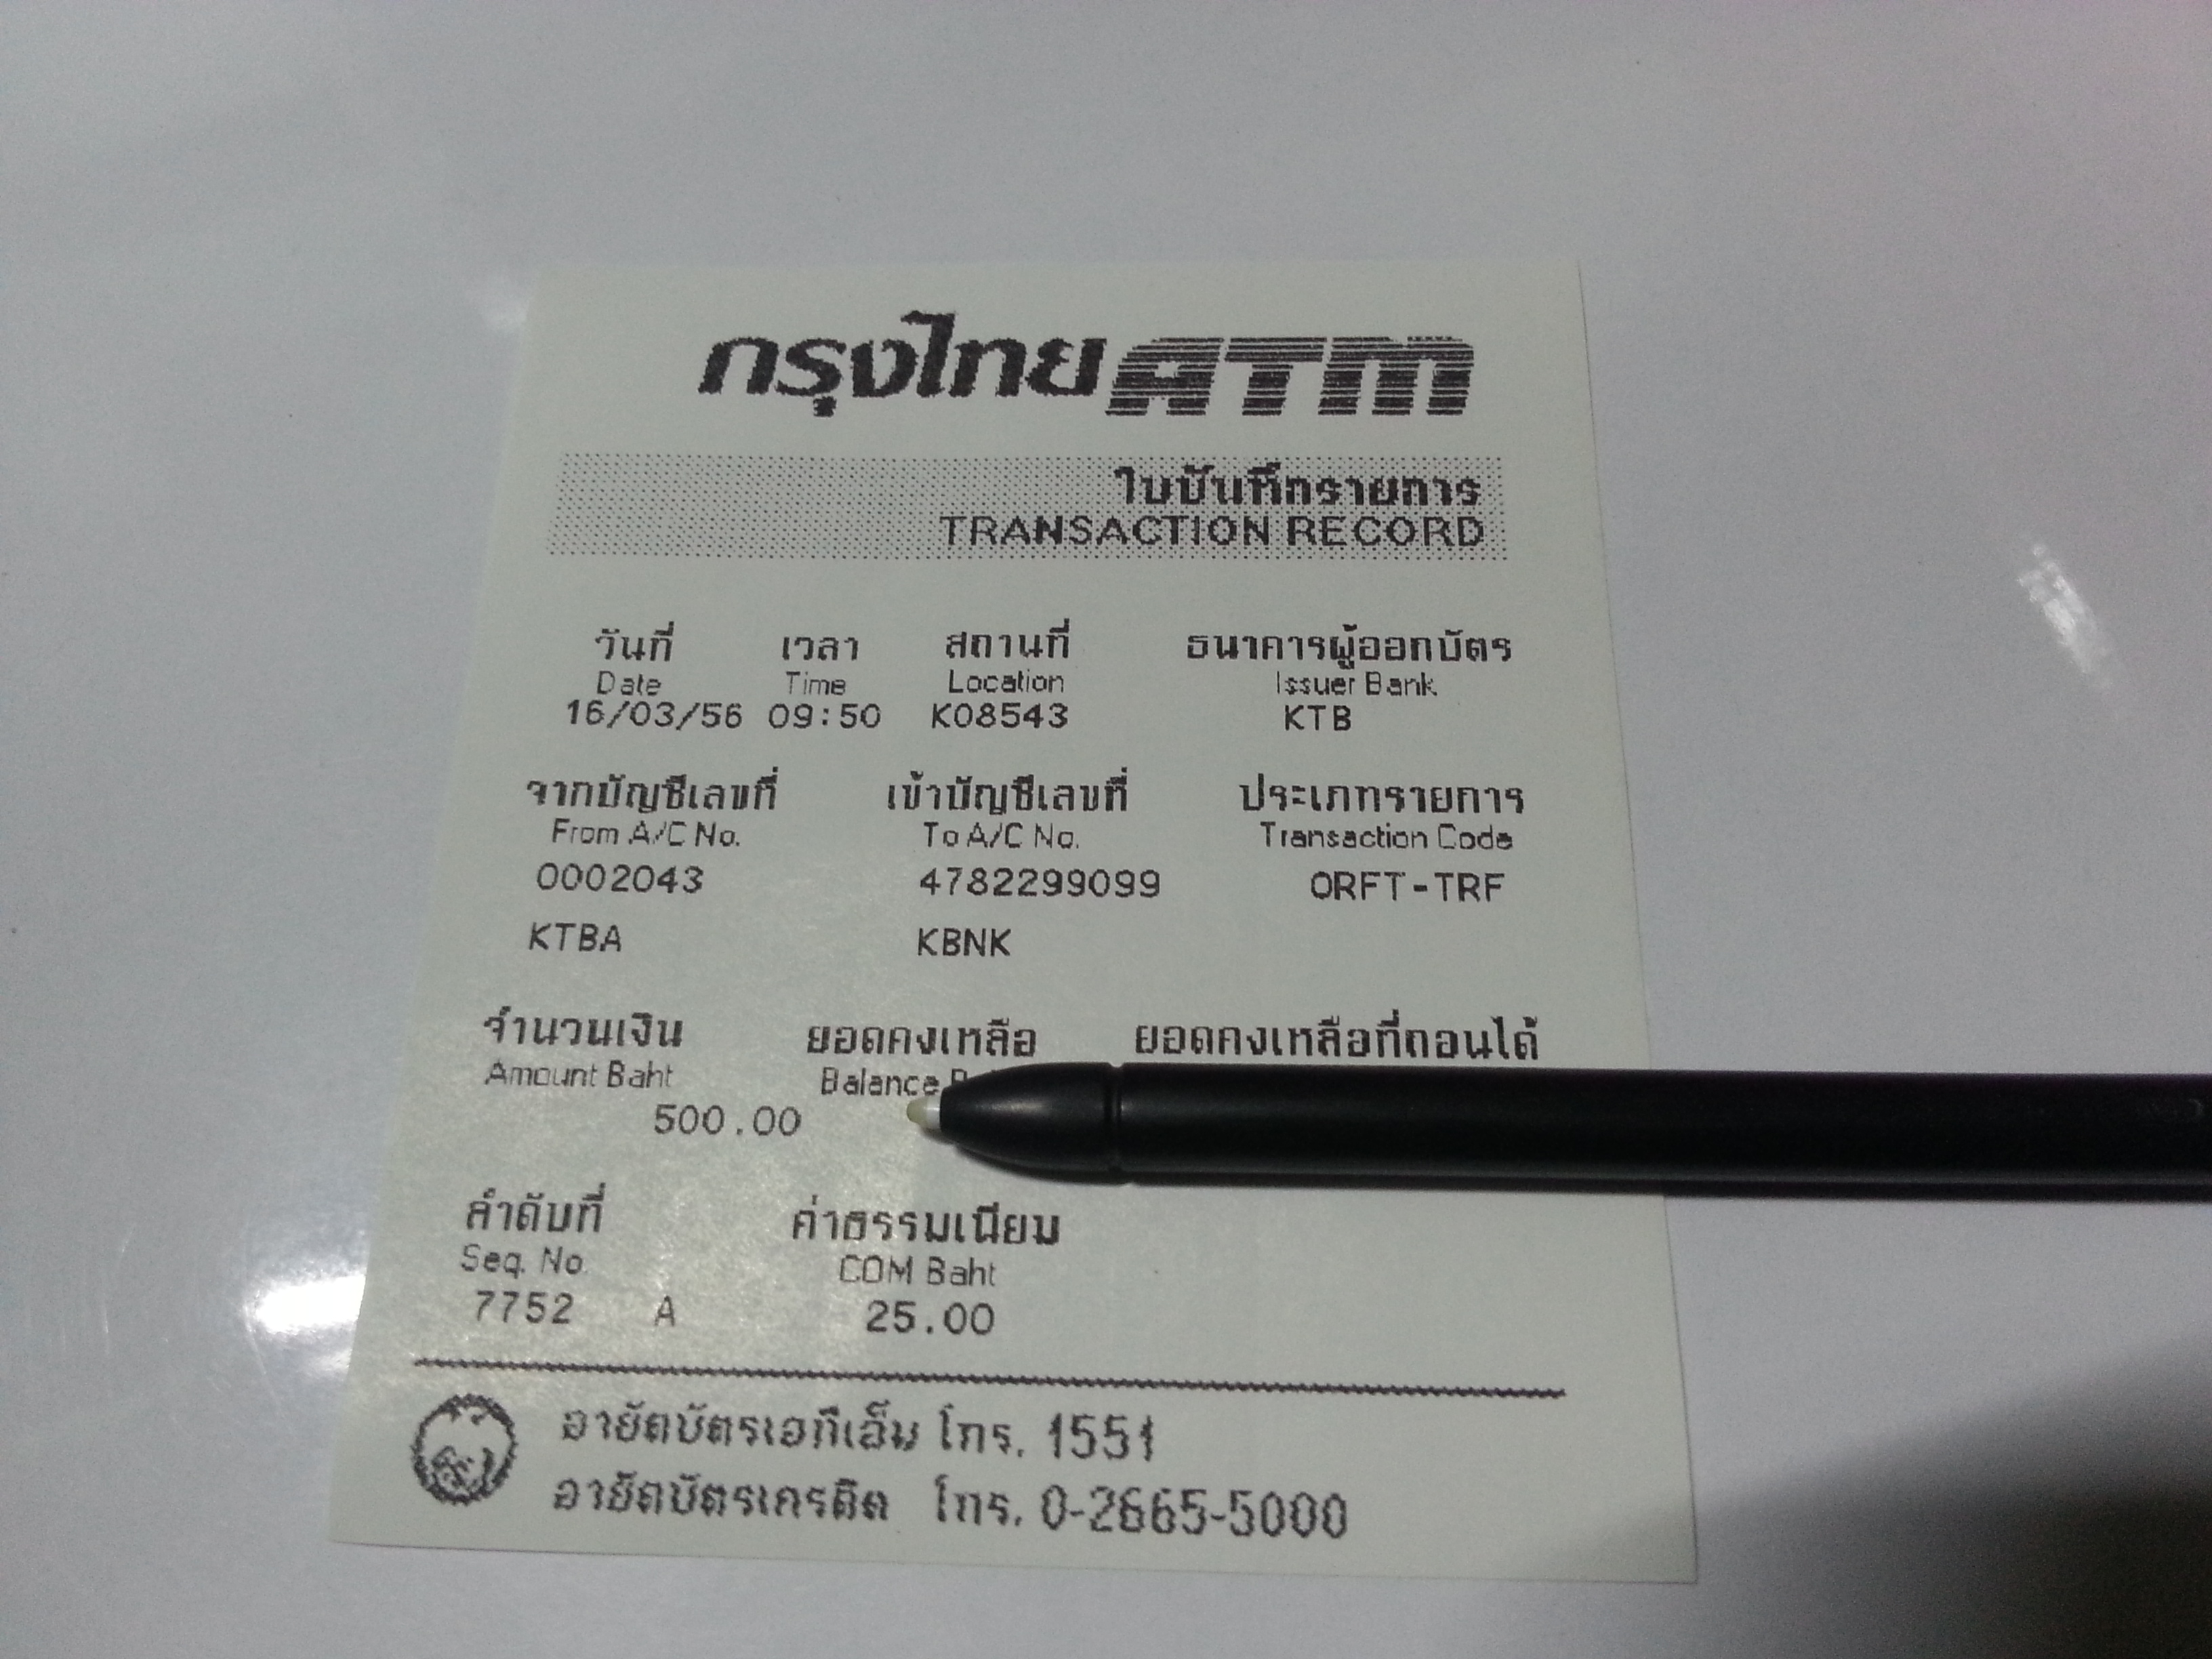 กรุงไทย ATM
ใบบันทึกรายการ
TRANSACTION RECORD
วันที่ เวลา สถานที่ ธนาคารผู้ออกบัตร
Date Time Location Issuer Bank
16/03/56 09:50 K08543 KTB
จากบัญชีเลขที่ เข้าบัญชีเลขที่ ประเภทรายการ
From A/C No. To A/C No. Transaction Code
0002043 4782299099 ORFT-TRF
KTBA KBNK
จำนวนเงิน ยอดคงเหลือ ยอดคงเหลือที่ถอนได้
Amount Baht Balance
500.00
ลำดับที่ ค่าธรรมเนียม
Seq. No. COM Baht
7752 A 25.00
อายัดบัตรเอทีเอ็ม โทร. 1551
อายัดบัตรเครดิต โทร. 0-2665-5000